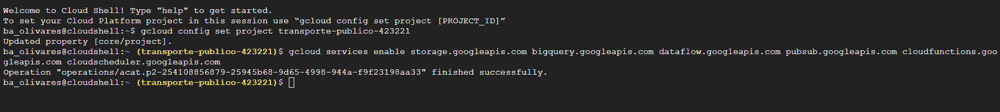 Welcome to Cloud Shell! Type "help" to get started.
To set your Cloud Platform project in this session use “gcloud config set project [PROJECT_ID]”
ba_olivares@cloudshell:~$ gcloud config set project transporte-publico-423221
Updated property [core/project].
ba_olivares@cloudshell:~ (transporte-publico-423221)$ gcloud services enable storage.googleapis.com bigquery.googleapis.com dataflow.googleapis.com pubsub.googleapis.com cloudfunctions.goo
gleapis.com cloudscheduler.googleapis.com
Operation "operations/acat.p2-254108856879-25945b68-9d65-4998-944a-f9f23198aa33" finished successfully.
ba_olivares@cloudshell:~ (transporte-publico-423221)$